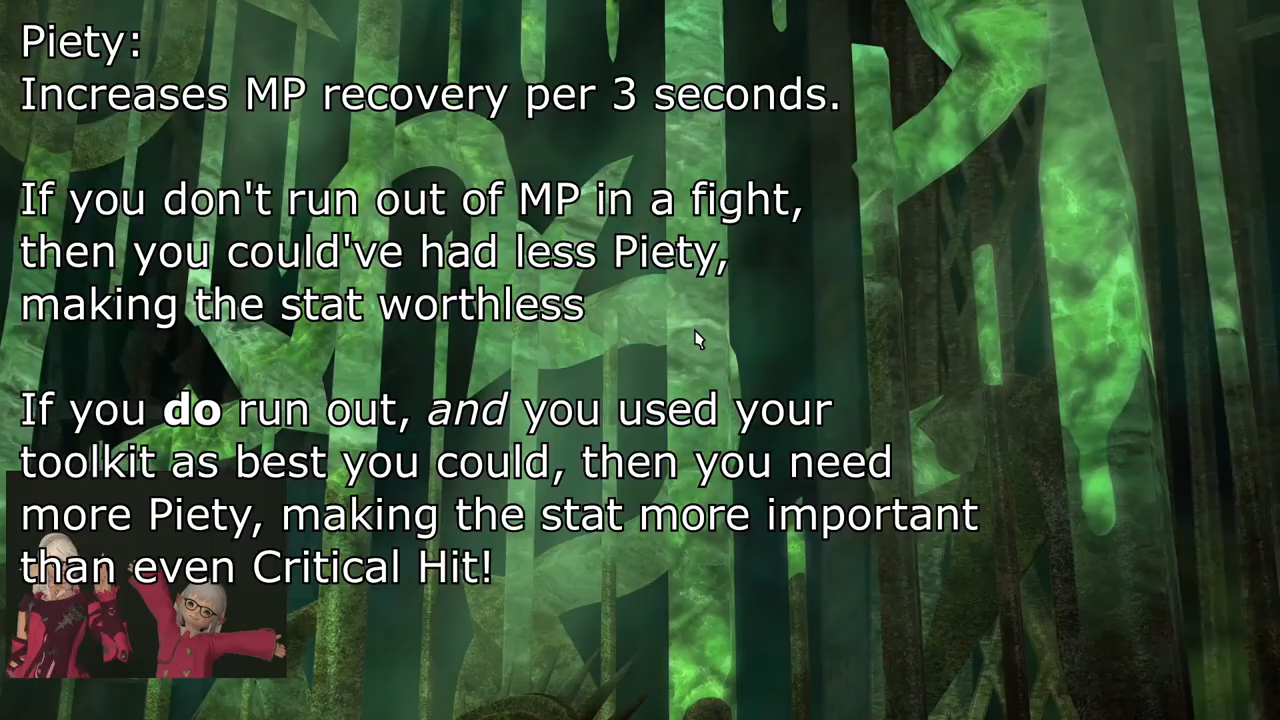 Piety:
Increases MP recovery per 3 seconds.
If you don't run out of MP in a fight,
then you could've had less Piety,
making the stat worthless
If you do run out, and you used your
toolkit as best you could, then you need
more Piety, making the stat more important
than even Critical Hit!